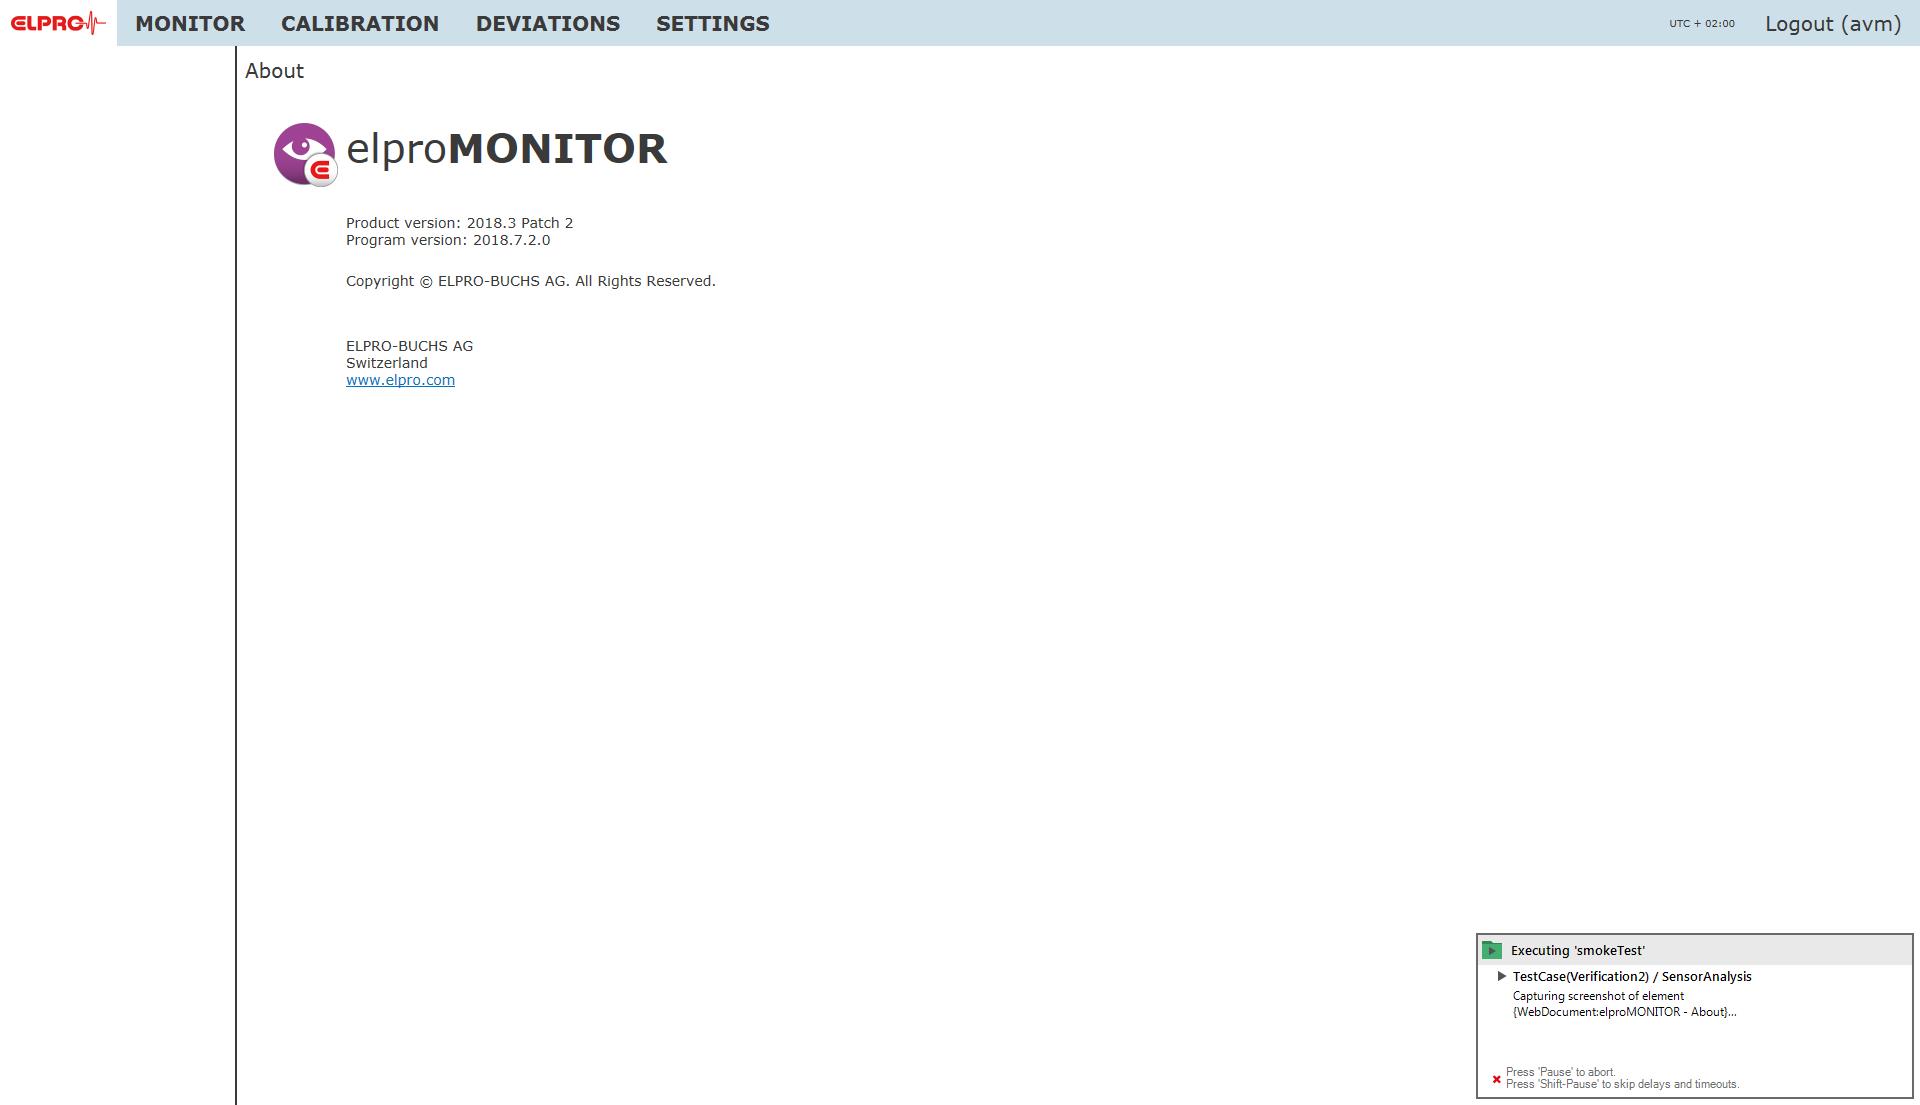 ELPRO
MONITOR
CALIBRATION
DEVIATIONS
SETTINGS
UTC + 02:00
Logout (avm)
About
elproMONITOR
Product version: 2018.3 Patch 2
Program version: 2018.7.2.0
Copyright © ELPRO-BUCHS AG. All Rights Reserved.
ELPRO-BUCHS AG
Switzerland
www.elpro.com
Executing 'smokeTest'
TestCase(Verification2) / SensorAnalysis
Capturing screenshot of element
{WebDocument:elproMONITOR - About}...
Press 'Pause' to abort.
Press 'Shift-Pause' to skip delays and timeouts.